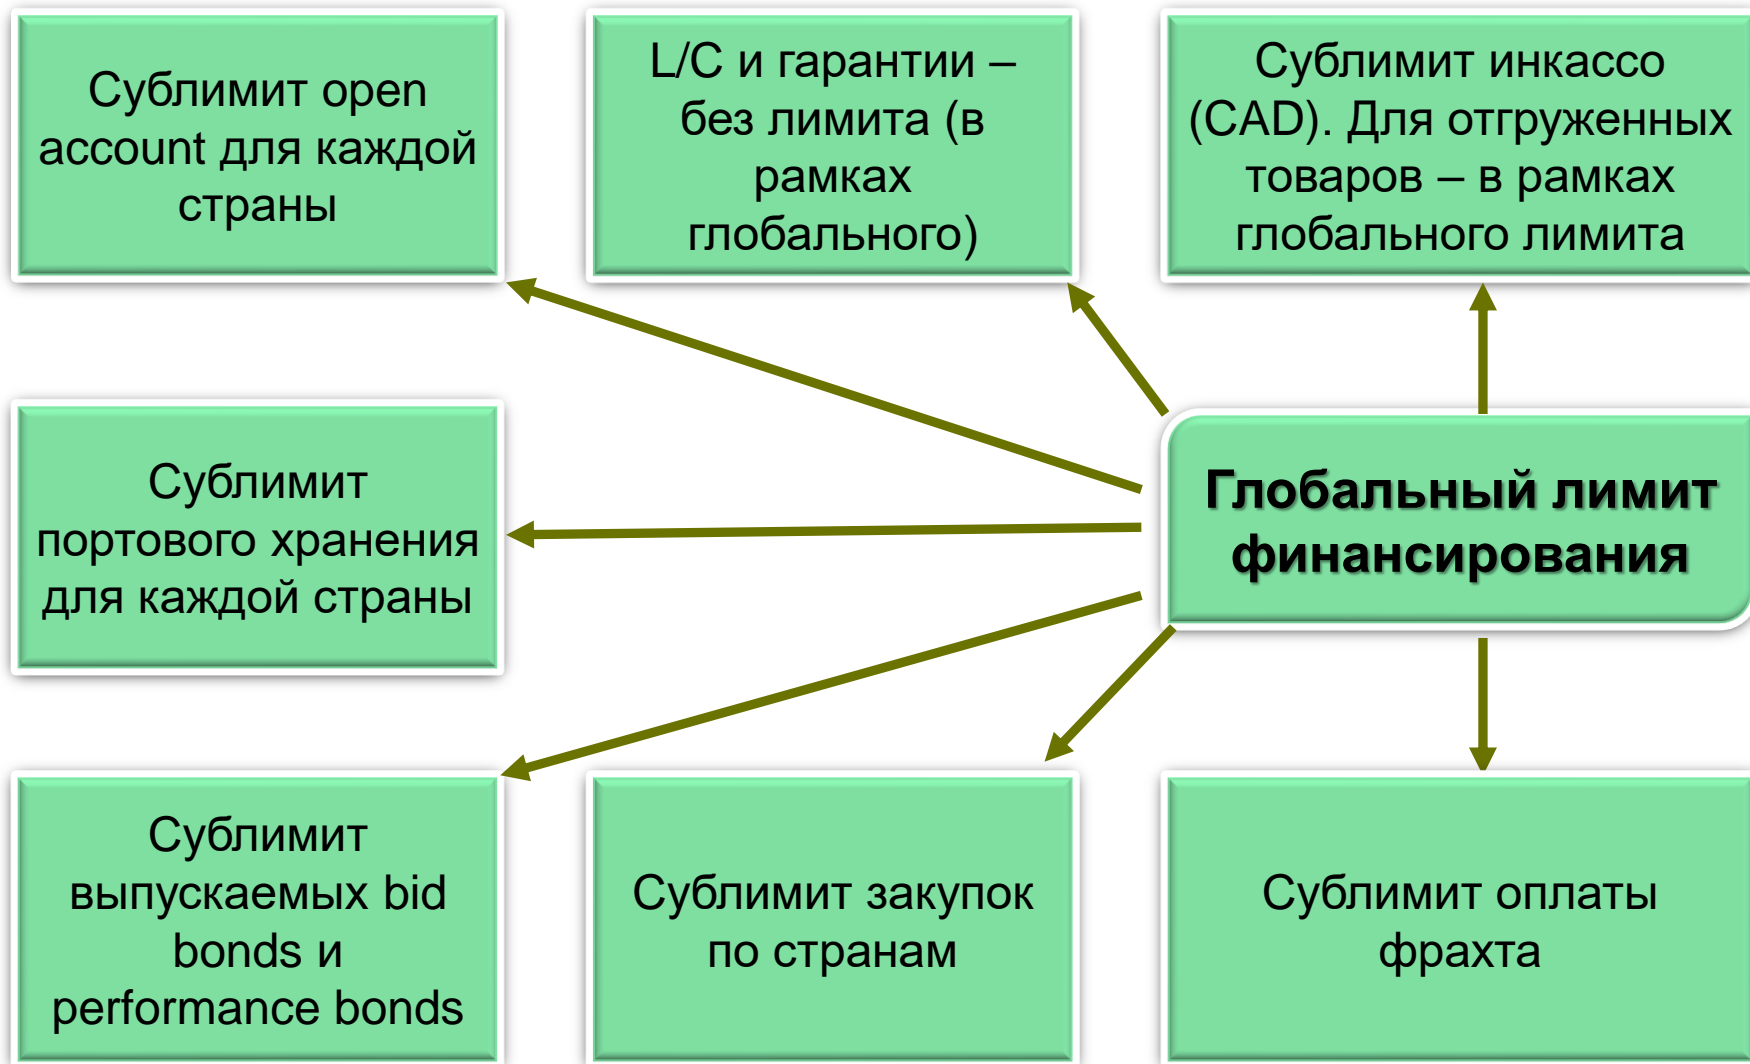 Сублимит open
account для каждой
страны
L/C и гарантии –
без лимита (в
рамках
глобального)
Сублимит инкассо
(CAD). Для отгруженных
товаров – в рамках
глобального лимита
Сублимит
портового хранения
для каждой страны
Глобальный лимит
финансирования
Сублимит
выпускаемых bid
bonds и
performance bonds
Сублимит закупок
по странам
Сублимит оплаты
фрахта